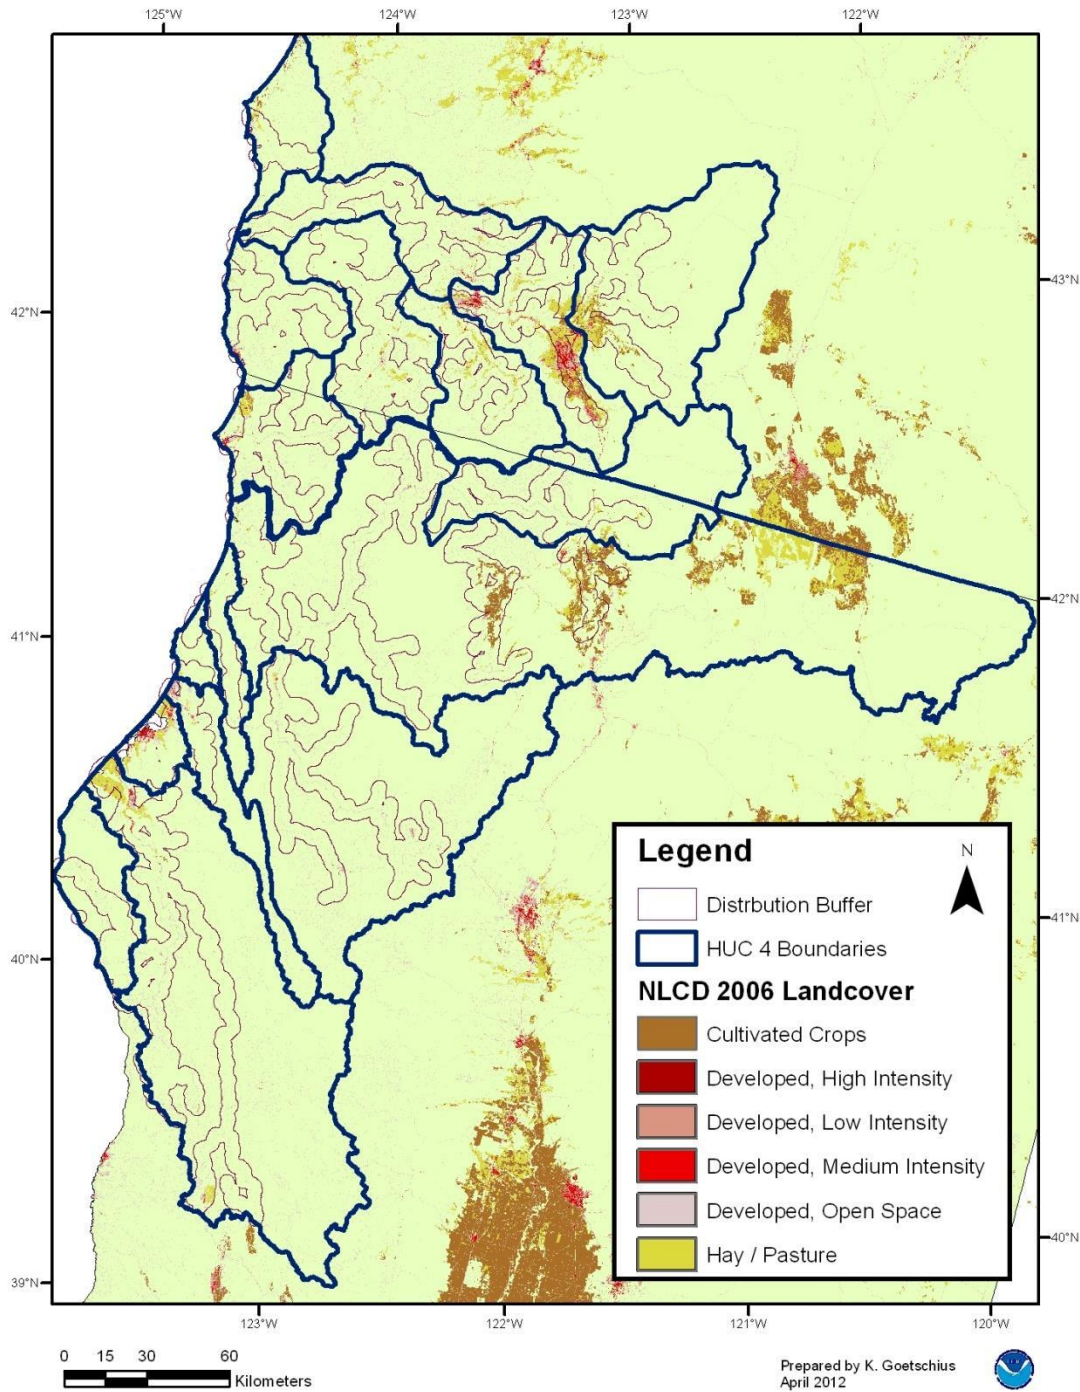 125°W 124°W 123°W 122°W
43°N
42°N
42°N
41°N
41°N
40°N
40°N
39°N
123°W 122°W 121°W 120°W
Legend
N
Distrbution Buffer
HUC 4 Boundaries
NLCD 2006 Landcover
Cultivated Crops
Developed, High Intensity
Developed, Low Intensity
Developed, Medium Intensity
Developed, Open Space
Hay / Pasture
0 15 30 60
Kilometers
Prepared by K. Goetschius
April 2012